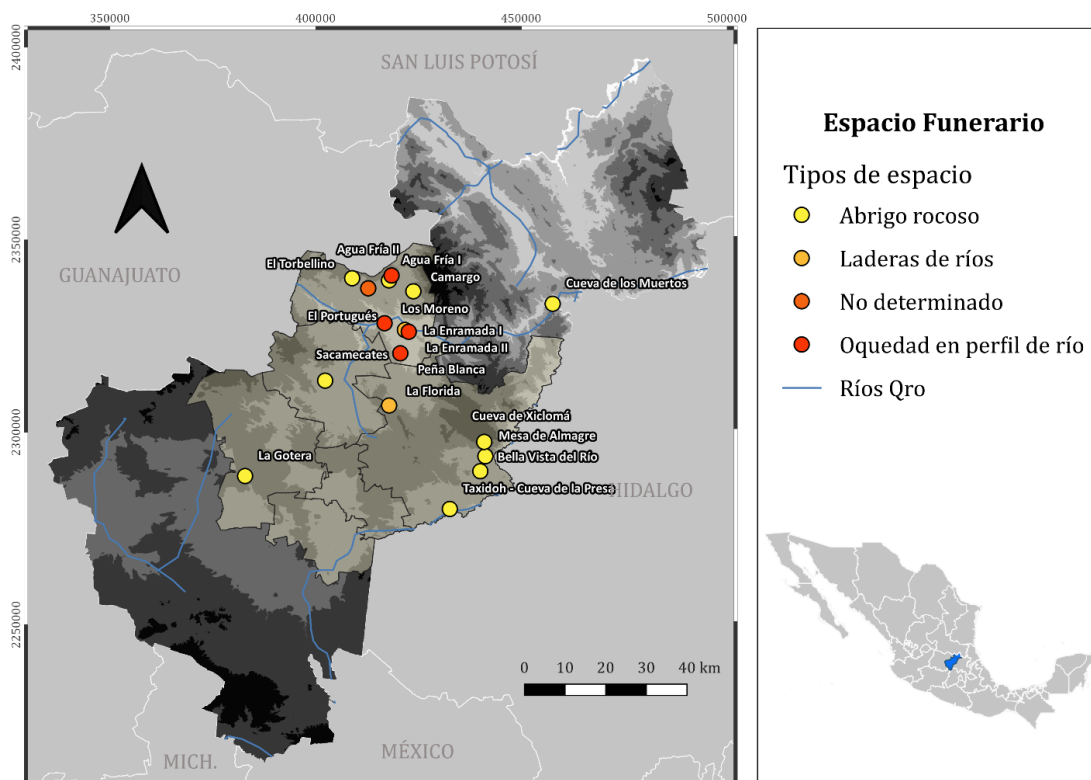 350000
400000
450000
500000
2400000
2350000
2300000
2250000
SAN LUIS POTOSÍ
GUANAJUATO
Agua Fría II
El Torbellino
Agua Fría I
Camargo
Cueva de los Muertos
Los Moreno
El Portugués
La Enramada I
La Enramada II
Sacamecates
Peña Blanca
La Florida
Cueva de Xiclomá
Mesa de Almagre
La Gotera
Bella Vista del Río
Taxidoh - Cueva de la Presa
HIDALGO
0 10 20 30 40 km
MICH.
MÉXICO
Espacio Funerario
Tipos de espacio
Abrigo rocoso
Laderas de ríos
No determinado
Oquedad en perfil de río
Ríos Qro